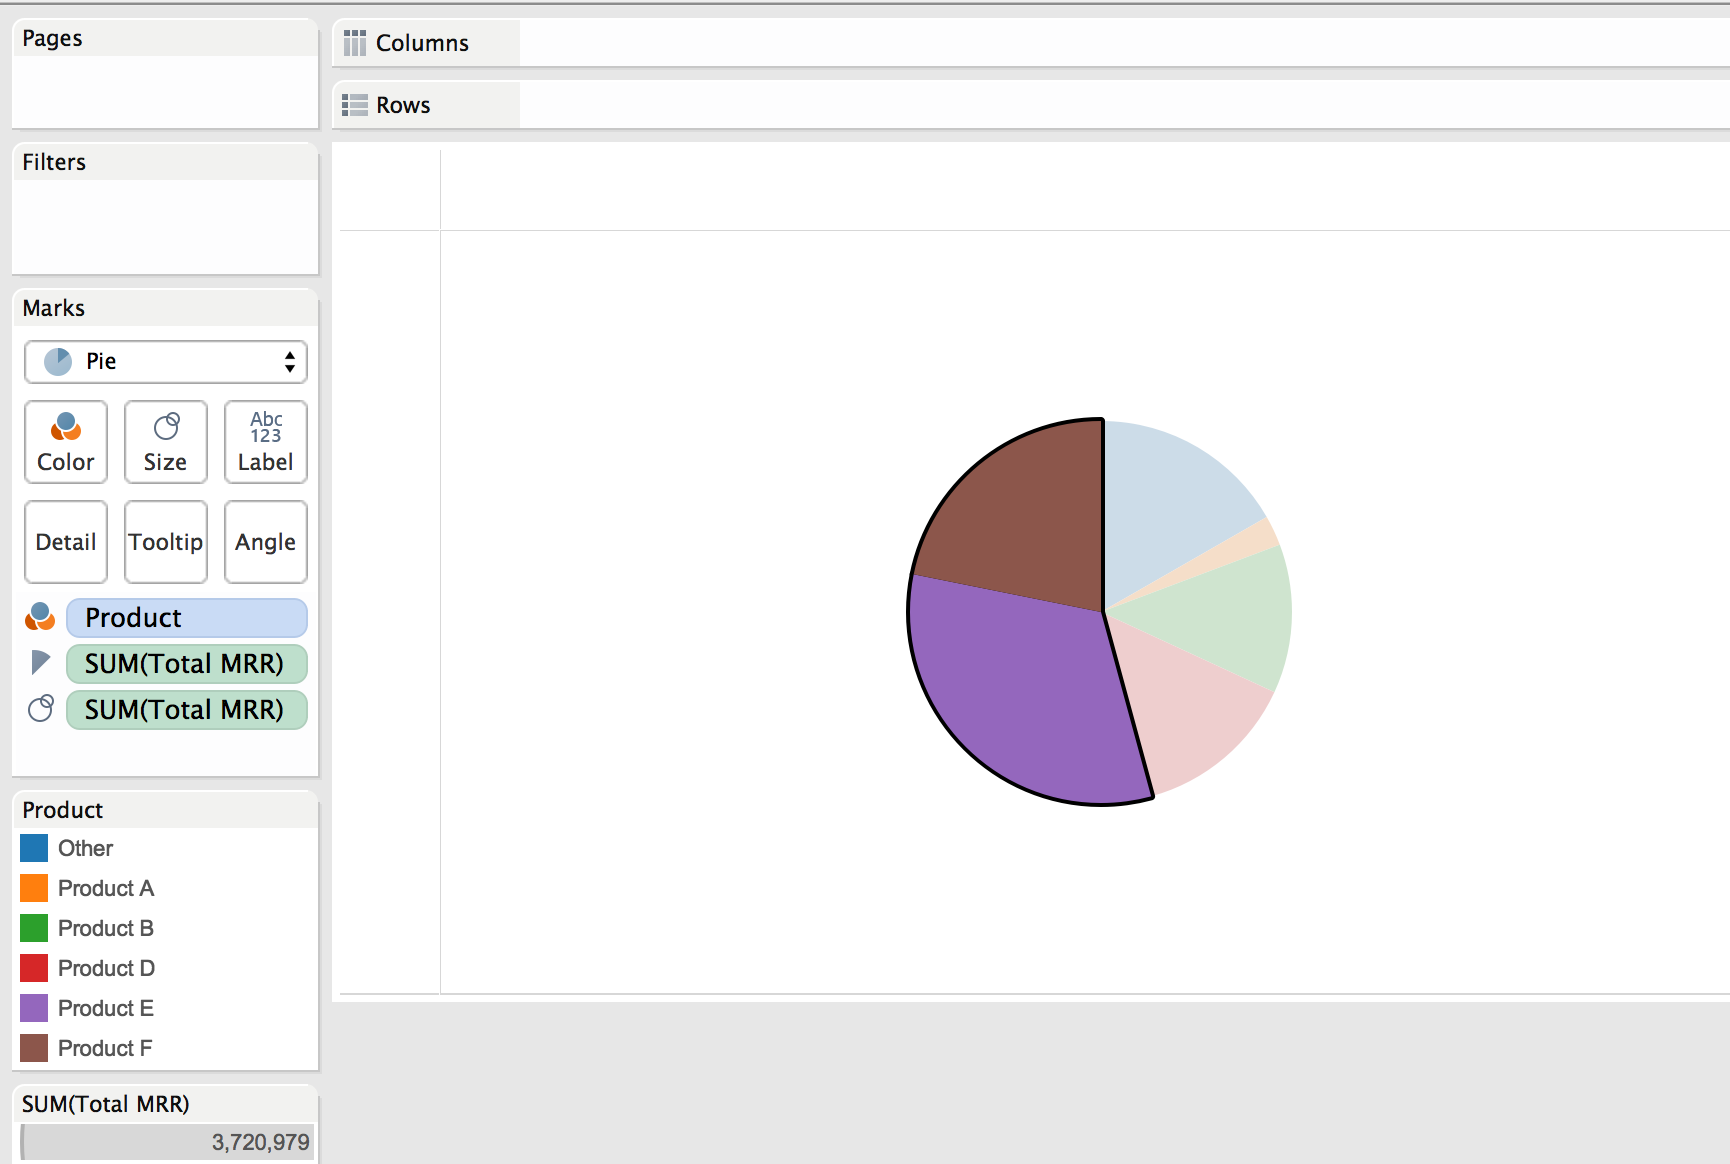 Pages
Columns
Rows
Filters
Marks
Pie
Color
Size
Abc
123
Label
Detail
Tooltip
Angle
Product
SUM(Total MRR)
SUM(Total MRR)
Product
Other
Product A
Product B
Product D
Product E
Product F
SUM(Total MRR)
3,720,979